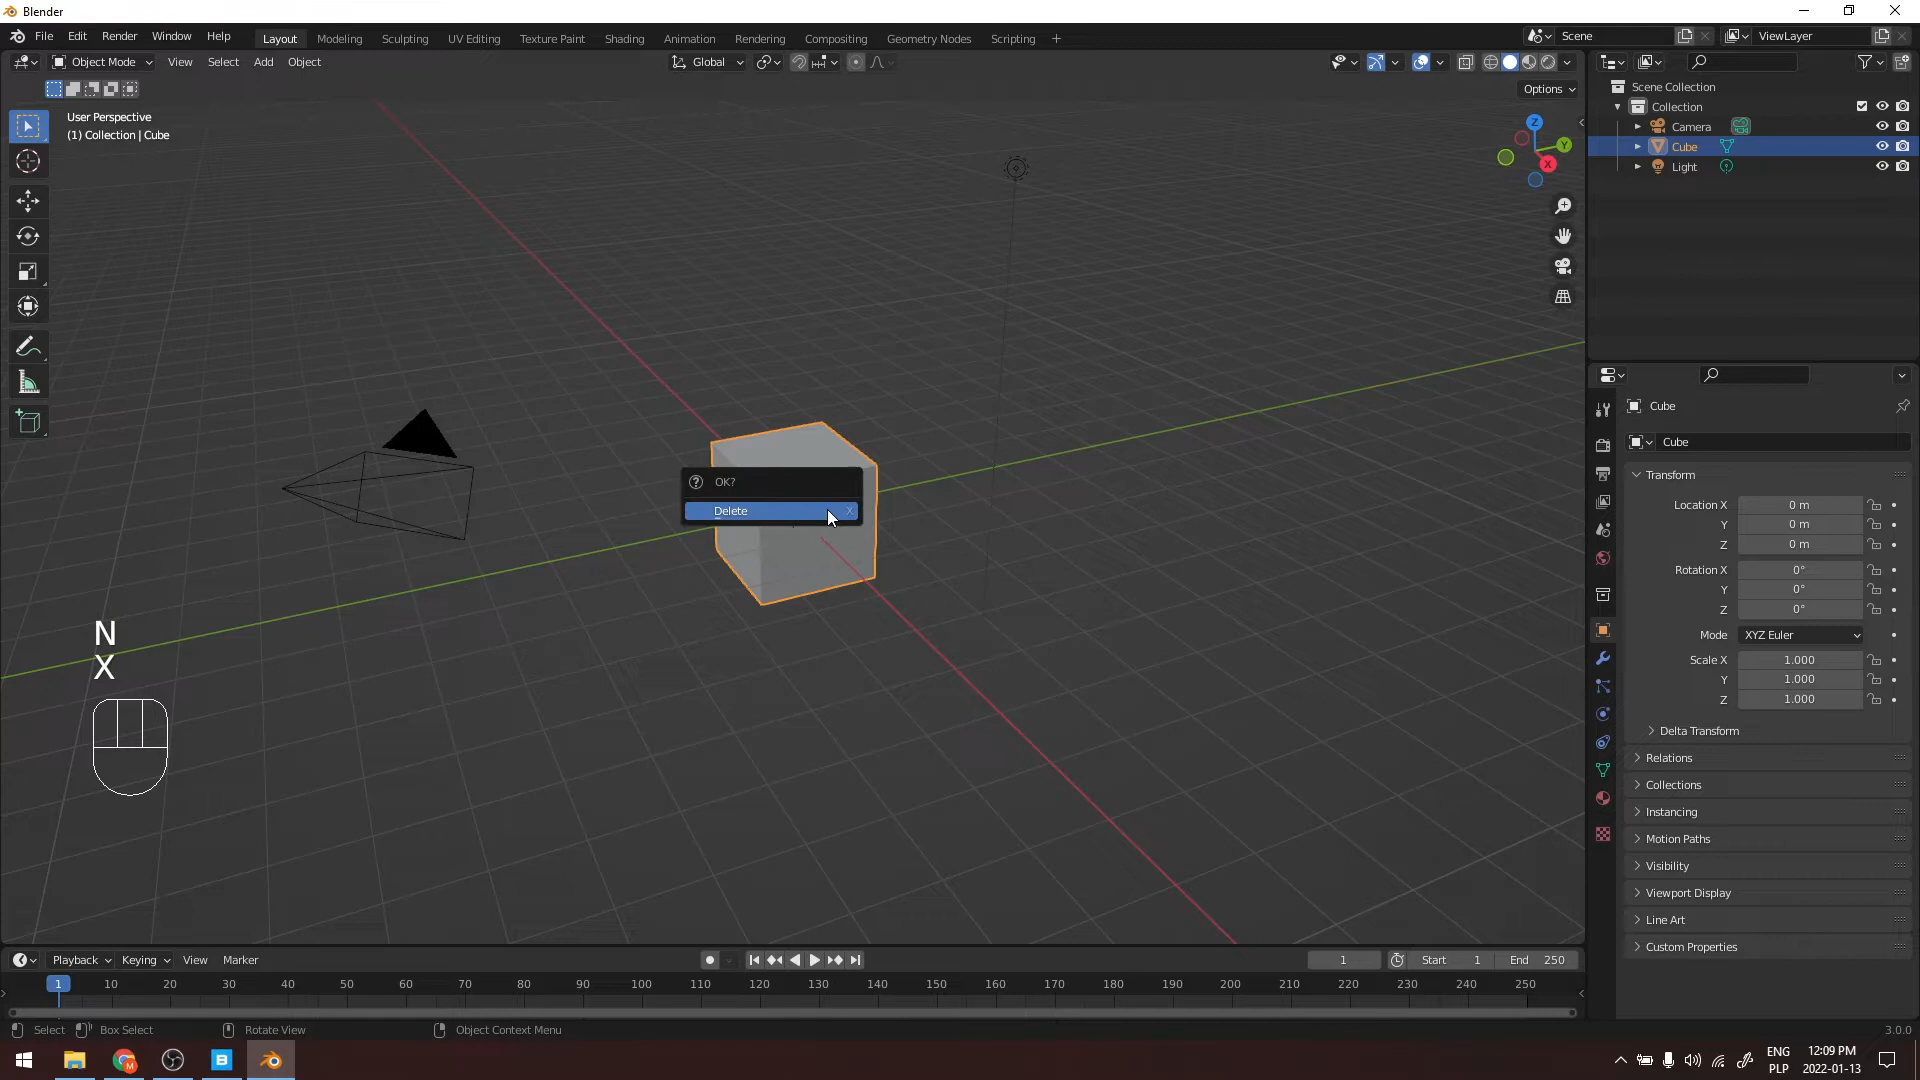 Blender
File Edit Render Window Help Layout Modeling Sculpting UV Editing Texture Paint Shading Animation Rendering Compositing Geometry Nodes Scripting + Scene ViewLayer
Object Mode View Select Add Object Global
Options
User Perspective
(1) Collection | Cube
Z
Y
X
Scene Collection
Collection
Camera
Cube
Light
OK?
Delete X
N
X
Cube
Cube
Transform
Location X 0 m
Y 0 m
Z 0 m
Rotation X 0°
Y 0°
Z 0°
Mode XYZ Euler
Scale X 1.000
Y 1.000
Z 1.000
Delta Transform
Relations
Collections
Instancing
Motion Paths
Visibility
Viewport Display
Line Art
Custom Properties
Playback Keying View Marker 1 Start 1 End 250
1 10 20 30 40 50 60 70 80 90 100 110 120 130 140 150 160 170 180 190 200 210 220 230 240 250
Select Box Select Rotate View Object Context Menu 3.0.0
ENG 12:09 PM
PLP 2022-01-13